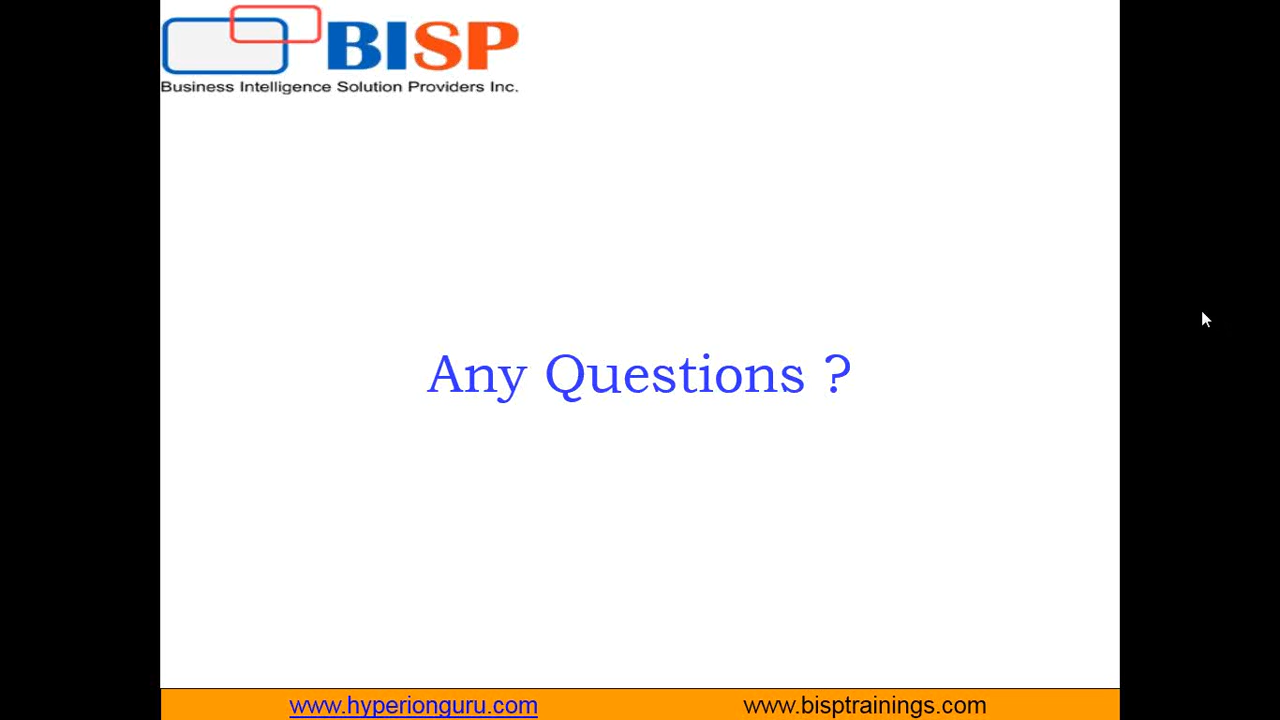 BISP
Business Intelligence Solution Providers Inc.
Any Questions ?
www.hyperionguru.com www.bisptrainings.com